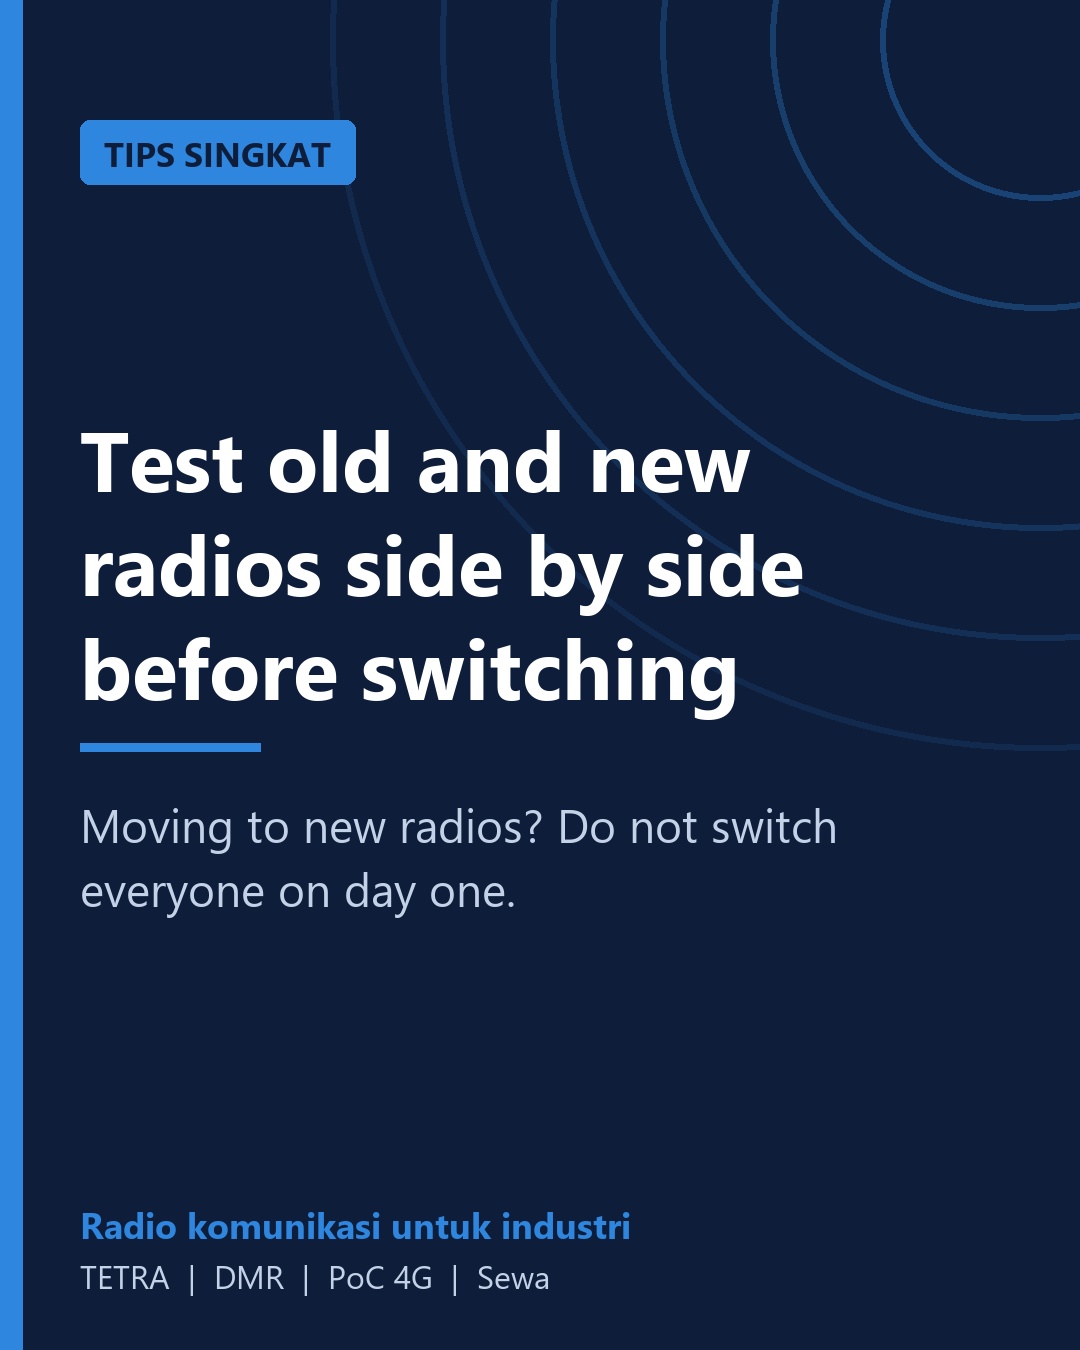 TIPS SINGKAT
Test old and new
radios side by side
before switching
Moving to new radios? Do not switch
everyone on day one.
Radio komunikasi untuk industri
TETRA | DMR | PoC 4G | Sewa